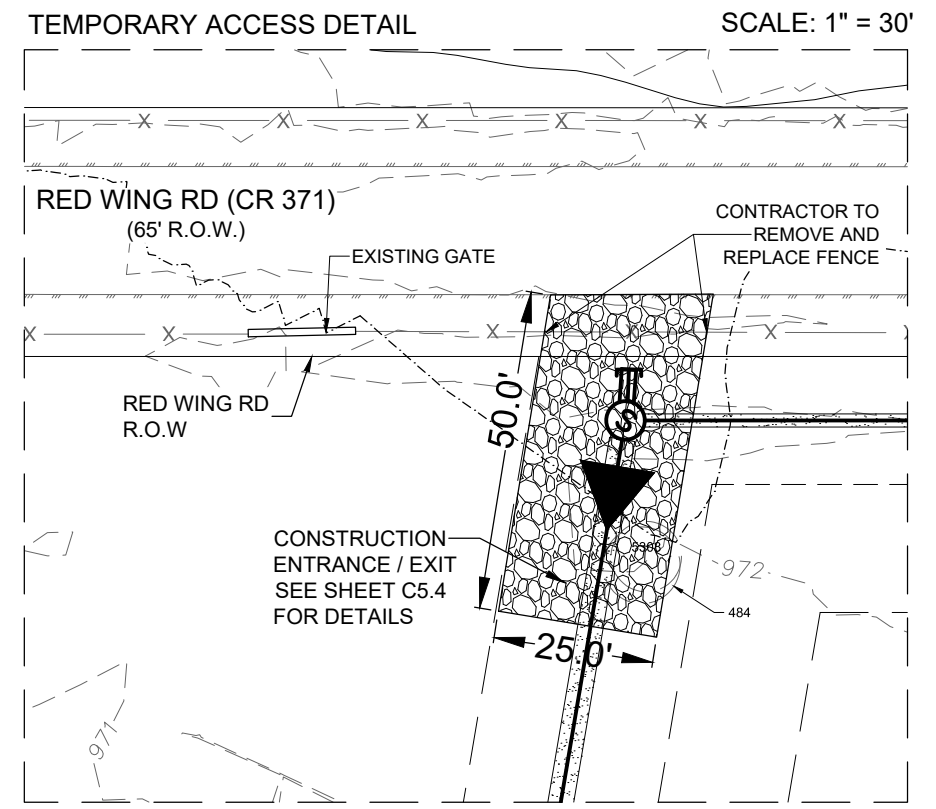 TEMPORARY ACCESS DETAIL
SCALE: 1" = 30'
X X X X X X
RED WING RD (CR 371)
(65' R.O.W.)
CONTRACTOR TO
REMOVE AND
REPLACE FENCE
EXISTING GATE
X X X X
RED WING RD
R.O.W
50.0'
S
CONSTRUCTION
ENTRANCE / EXIT
SEE SHEET C5.4
FOR DETAILS
972
484
25.0'
971